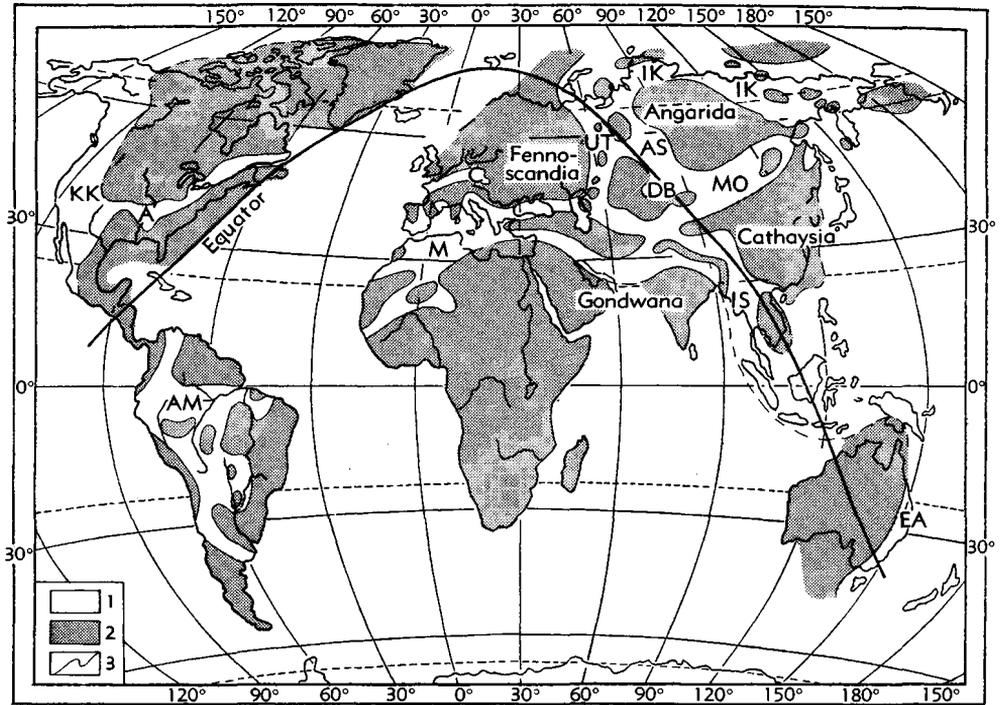 150° 120° 90° 60° 30° 0° 30° 60° 90° 120° 150° 180° 150°
IK
IK
Angarida
UT
AS
Fenno-
scandia
DB
MO
KK
A
30°
30°
Equator
M
Cathaysia
Gondwana
IS
0°
0°
AM
EA
30°
30°
1
2
3
120° 90° 60° 30° 0° 30° 60° 90° 120° 150° 180° 150°